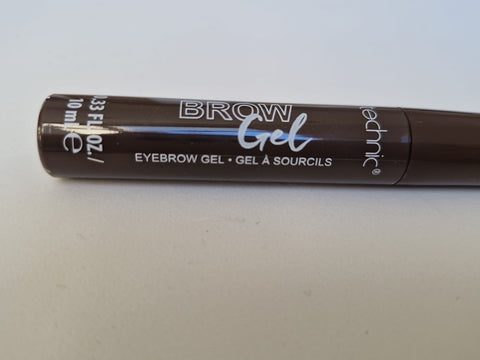 BROW
Gel
EYEBROW GEL • GEL À SOURCILS
technic®
0.33 FL. OZ./
10 ml e